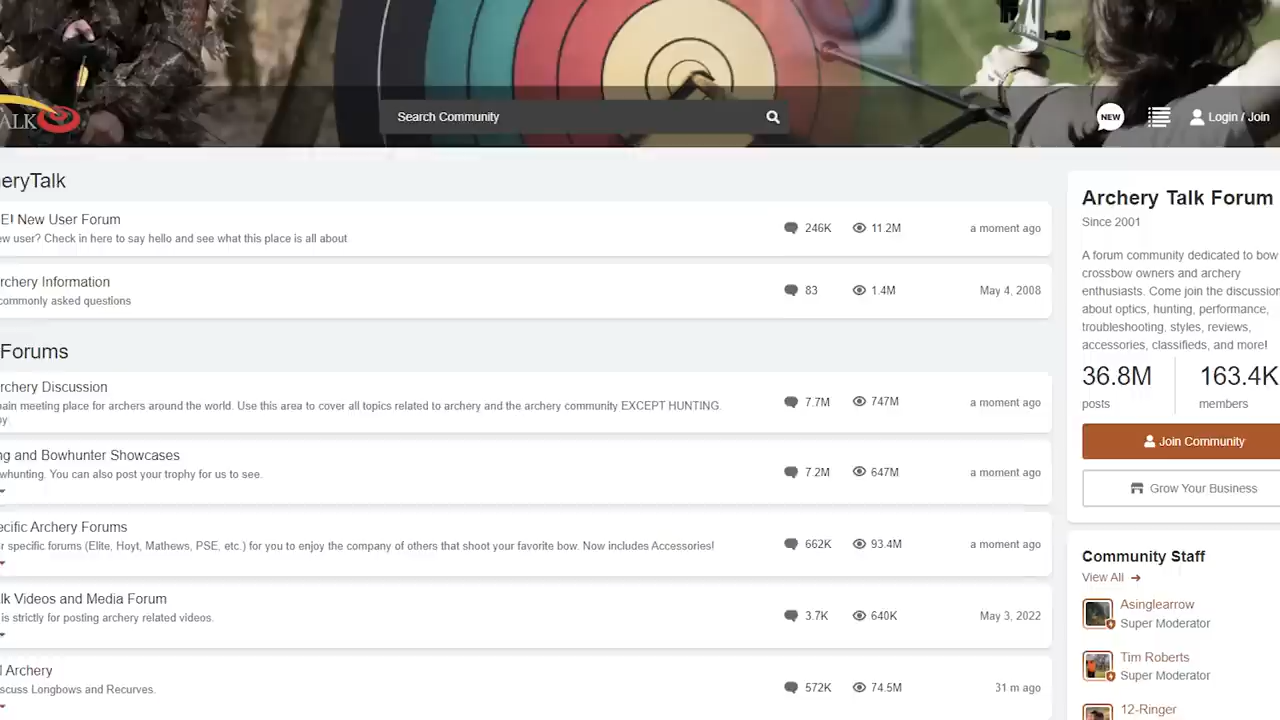 ALK
Search Community
NEW
Login / Join
eryTalk
E! New User Forum
ew user? Check in here to say hello and see what this place is all about
246K
11.2M
a moment ago
rchery Information
commonly asked questions
83
1.4M
May 4, 2008
Forums
rchery Discussion
ain meeting place for archers around the world. Use this area to cover all topics related to archery and the archery community EXCEPT HUNTING.
y
7.7M
747M
a moment ago
ng and Bowhunter Showcases
whunting. You can also post your trophy for us to see.
7.2M
647M
a moment ago
ecific Archery Forums
r specific forums (Elite, Hoyt, Mathews, PSE, etc.) for you to enjoy the company of others that shoot your favorite bow. Now includes Accessories!
662K
93.4M
a moment ago
lk Videos and Media Forum
is strictly for posting archery related videos.
3.7K
640K
May 3, 2022
l Archery
scuss Longbows and Recurves.
572K
74.5M
31 m ago
Archery Talk Forum
Since 2001
A forum community dedicated to bow
crossbow owners and archery
enthusiasts. Come join the discussion
about optics, hunting, performance,
troubleshooting, styles, reviews,
accessories, classifieds, and more!
36.8M
posts
163.4K
members
Join Community
Grow Your Business
Community Staff
View All
Asinglearrow
Super Moderator
Tim Roberts
Super Moderator
12-Ringer